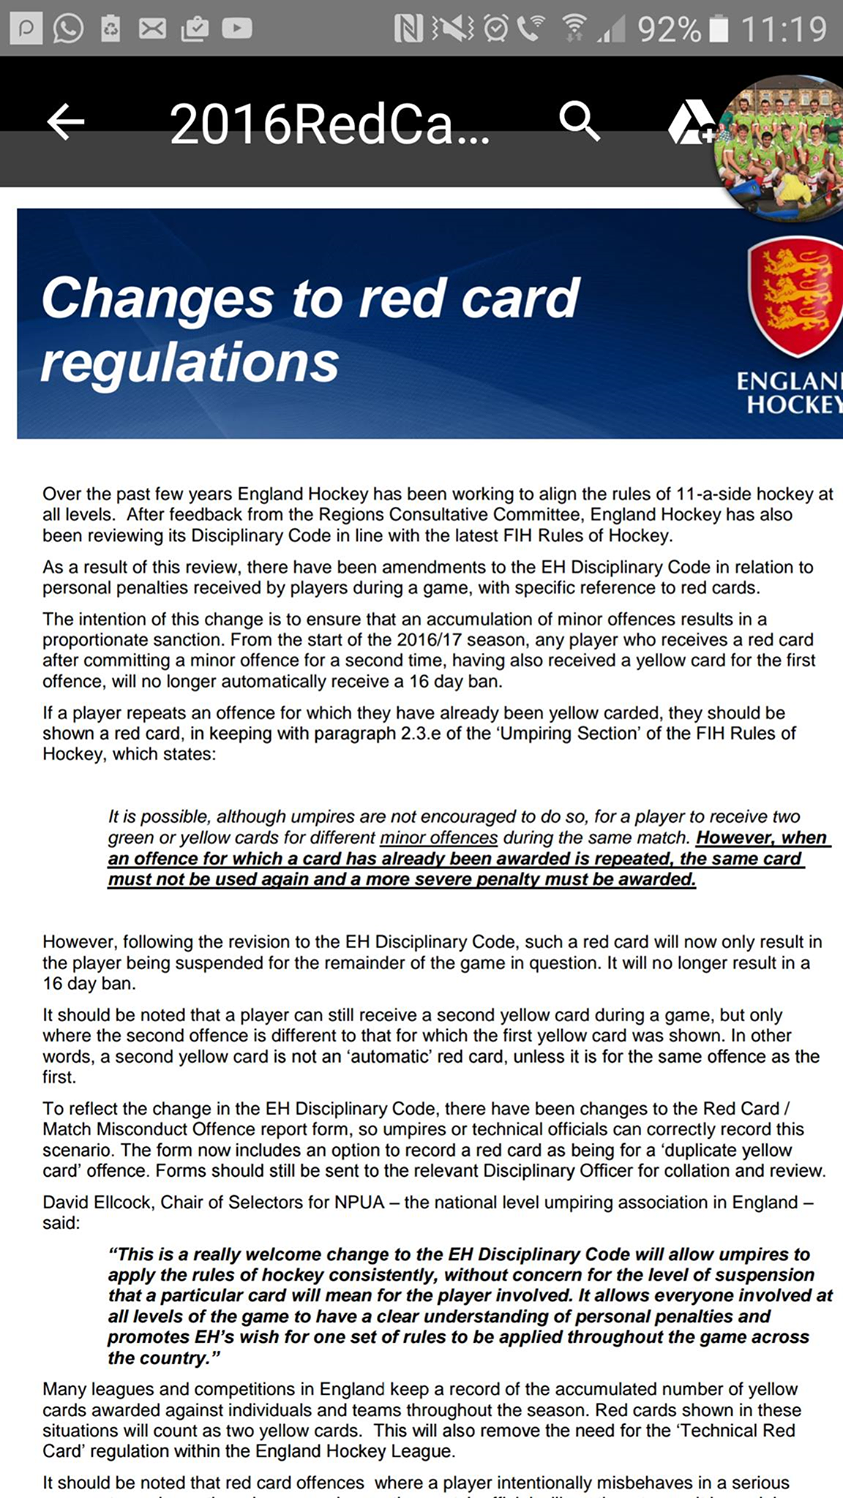 92% 11:19
2016RedCa...
Changes to red card
regulations
ENGLAN
HOCKEY
Over the past few years England Hockey has been working to align the rules of 11-a-side hockey at
all levels.  After feedback from the Regions Consultative Committee, England Hockey has also
been reviewing its Disciplinary Code in line with the latest FIH Rules of Hockey.
As a result of this review, there have been amendments to the EH Disciplinary Code in relation to
personal penalties received by players during a game, with specific reference to red cards.
The intention of this change is to ensure that an accumulation of minor offences results in a
proportionate sanction. From the start of the 2016/17 season, any player who receives a red card
after committing a minor offence for a second time, having also received a yellow card for the first
offence, will no longer automatically receive a 16 day ban.
If a player repeats an offence for which they have already been yellow carded, they should be
shown a red card, in keeping with paragraph 2.3.e of the ‘Umpiring Section’ of the FIH Rules of
Hockey, which states:
It is possible, although umpires are not encouraged to do so, for a player to receive two
green or yellow cards for different minor offences during the same match. However, when
an offence for which a card has already been awarded is repeated, the same card
must not be used again and a more severe penalty must be awarded.
However, following the revision to the EH Disciplinary Code, such a red card will now only result in
the player being suspended for the remainder of the game in question. It will no longer result in a
16 day ban.
It should be noted that a player can still receive a second yellow card during a game, but only
where the second offence is different to that for which the first yellow card was shown. In other
words, a second yellow card is not an ‘automatic’ red card, unless it is for the same offence as the
first.
To reflect the change in the EH Disciplinary Code, there have been changes to the Red Card /
Match Misconduct Offence report form, so umpires or technical officials can correctly record this
scenario. The form now includes an option to record a red card as being for a ‘duplicate yellow
card’ offence. Forms should still be sent to the relevant Disciplinary Officer for collation and review.
David Ellcock, Chair of Selectors for NPUA – the national level umpiring association in England –
said:
“This is a really welcome change to the EH Disciplinary Code will allow umpires to
apply the rules of hockey consistently, without concern for the level of suspension
that a particular card will mean for the player involved. It allows everyone involved at
all levels of the game to have a clear understanding of personal penalties and
promotes EH’s wish for one set of rules to be applied throughout the game across
the country.”
Many leagues and competitions in England keep a record of the accumulated number of yellow
cards awarded against individuals and teams throughout the season. Red cards shown in these
situations will count as two yellow cards.  This will also remove the need for the ‘Technical Red
Card’ regulation within the England Hockey League.
It should be noted that red card offences  where a player intentionally misbehaves in a serious